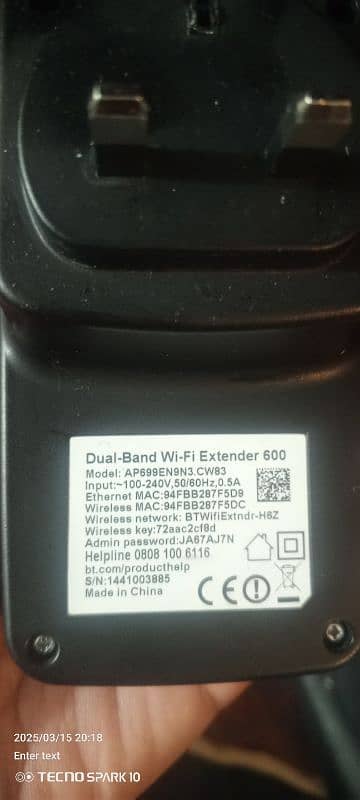 Dual-Band Wi-Fi Extender 600
Model: AP699EN9N3.CW83
Input:~100-240V,50/60Hz,0.5A
Ethernet MAC:94FBB287F5D9
Wireless MAC:94FBB287F5DC
Wireless network: BTWifiExtndr-H6Z
Wireless key:72aac2cf8d
Admin password:JA67AJ7N
Helpline 0808 100 6116
bt.com/producthelp
S/N:1441003885
Made in China
CE
2025/03/15 20:18
Enter text
TECNO SPARK 10